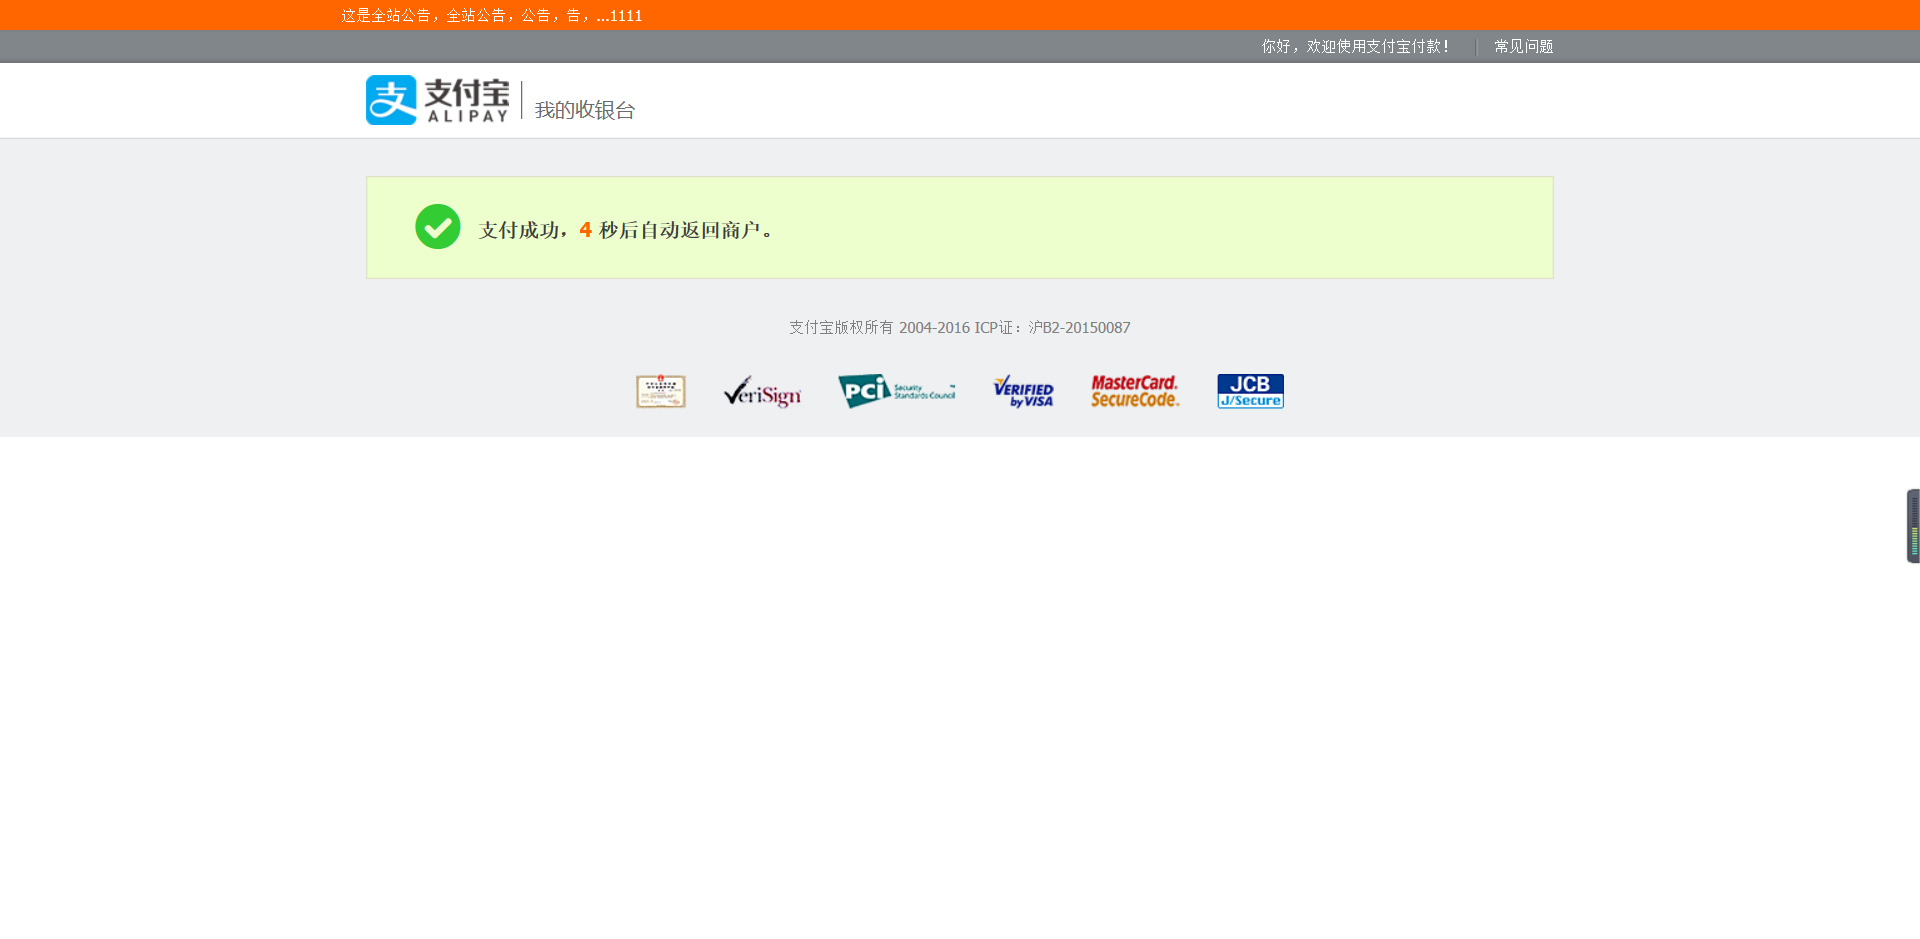 这是全站公告，全站公告，公告，告，...1111
你好，欢迎使用支付宝付款！
常见问题
支
支付宝
ALIPAY
我的收银台
支付成功，4 秒后自动返回商户。
支付宝版权所有 2004-2016 ICP证：沪B2-20150087
VeriSign
PCi Security Standards Council
VERIFIED by VISA
MasterCard. SecureCode.
JCB J/Secure